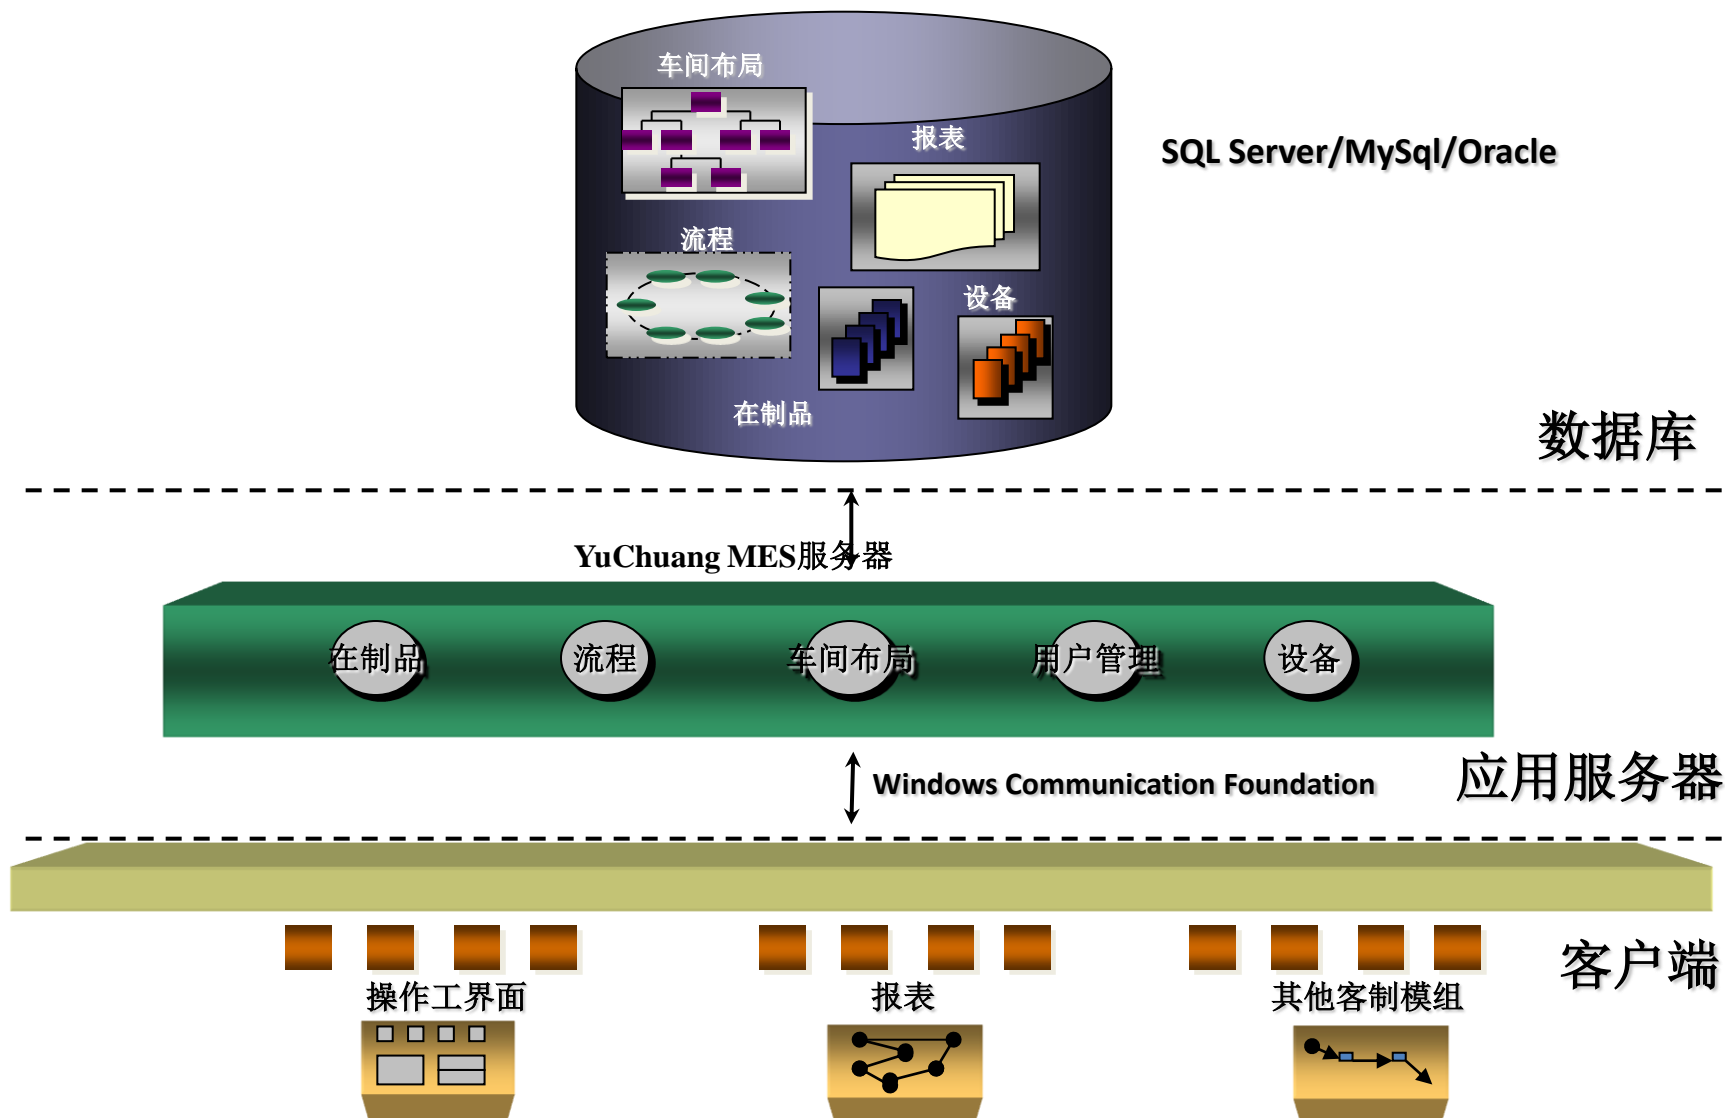 车间布局
报表
SQL Server/MySql/Oracle
流程
设备
在制品
数据库
YuChuang MES服务器
在制品
流程
车间布局
用户管理
设备
Windows Communication Foundation
应用服务器
客户端
操作工界面
报表
其他客制模组